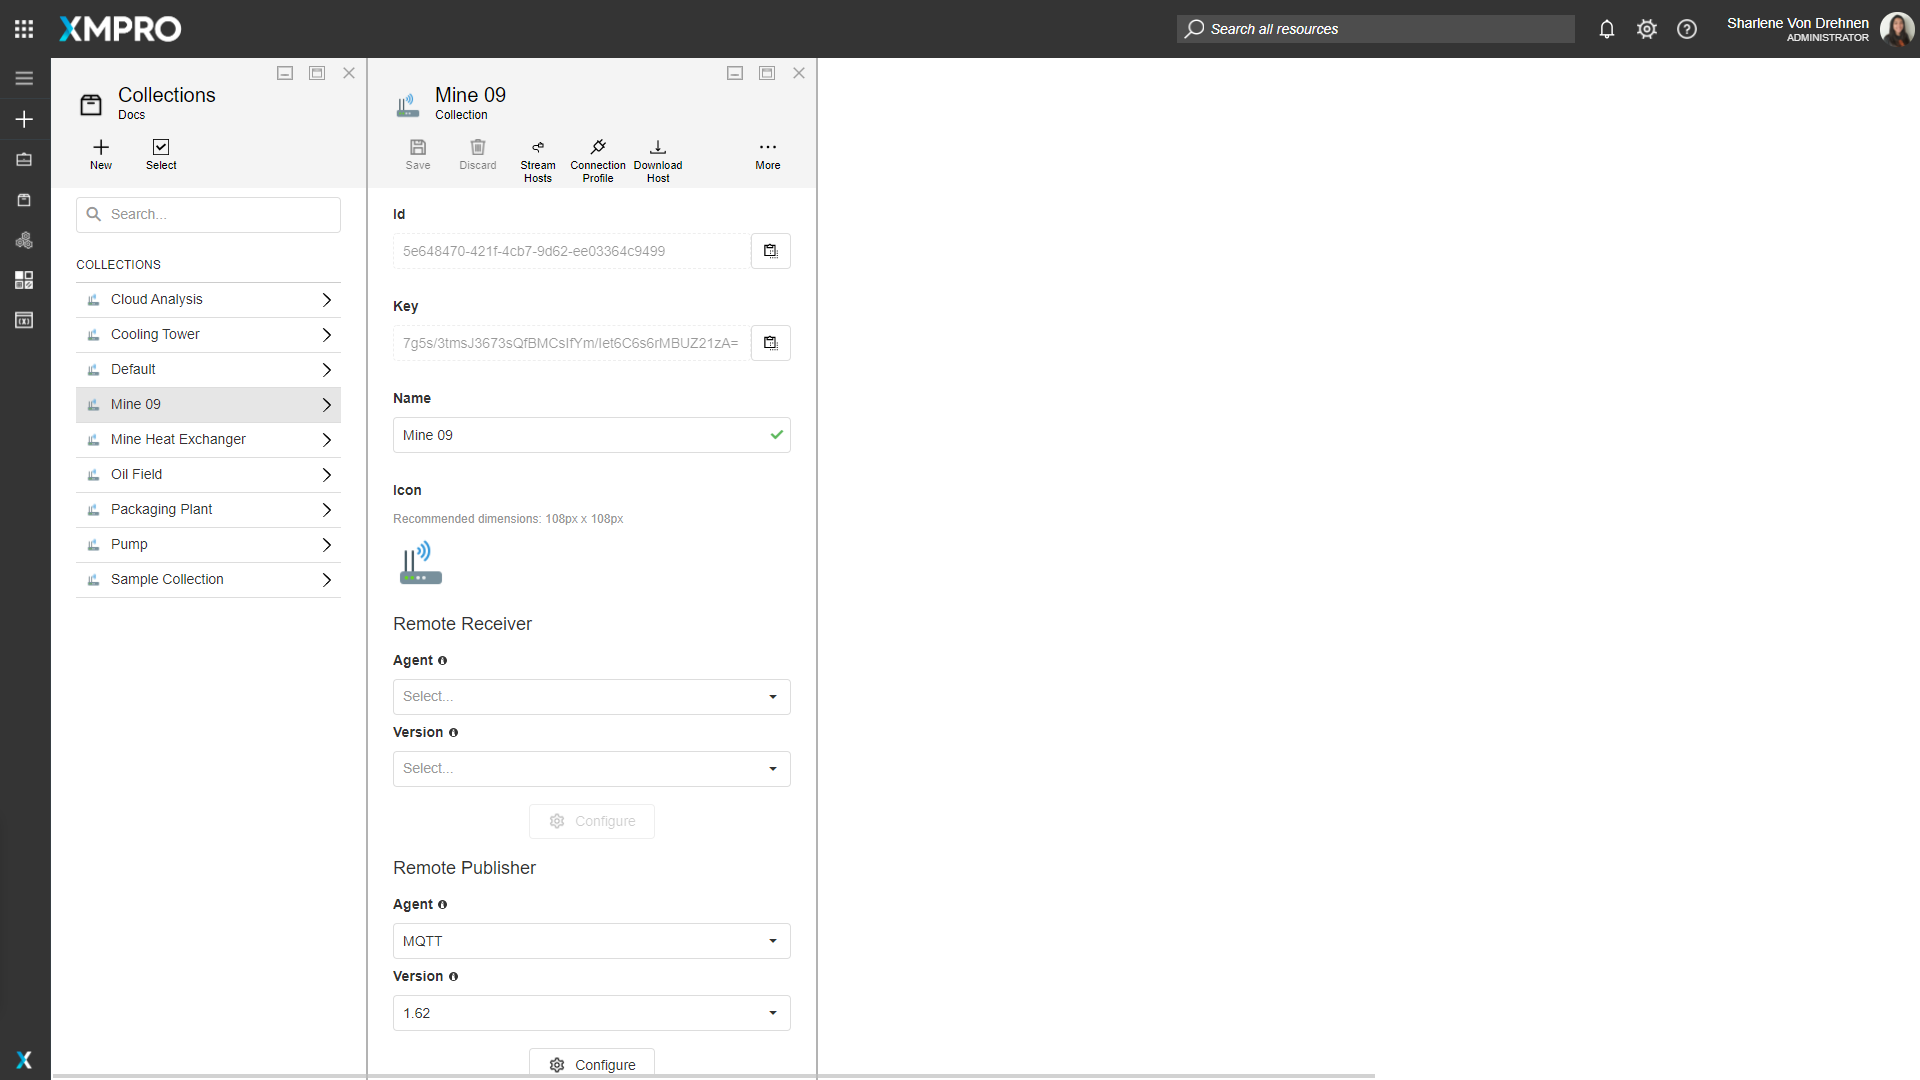 XMPRO
Search all resources
Sharlene Von Drehnen
ADMINISTRATOR
Collections
Docs
New
Select
Search...
COLLECTIONS
Cloud Analysis
Cooling Tower
Default
Mine 09
Mine Heat Exchanger
Oil Field
Packaging Plant
Pump
Sample Collection
Mine 09
Collection
Save
Discard
Stream Hosts
Connection Profile
Download Host
More
Id
5e648470-421f-4cb7-9d62-ee03364c9499
Key
7g5s/3tmsJ3673sQfBMCsIfYm/Iet6C6s6rMBUZ21zA=
Name
Mine 09
Icon
Recommended dimensions: 108px x 108px
Remote Receiver
Agent
Select...
Version
Select...
Configure
Remote Publisher
Agent
MQTT
Version
1.62
Configure